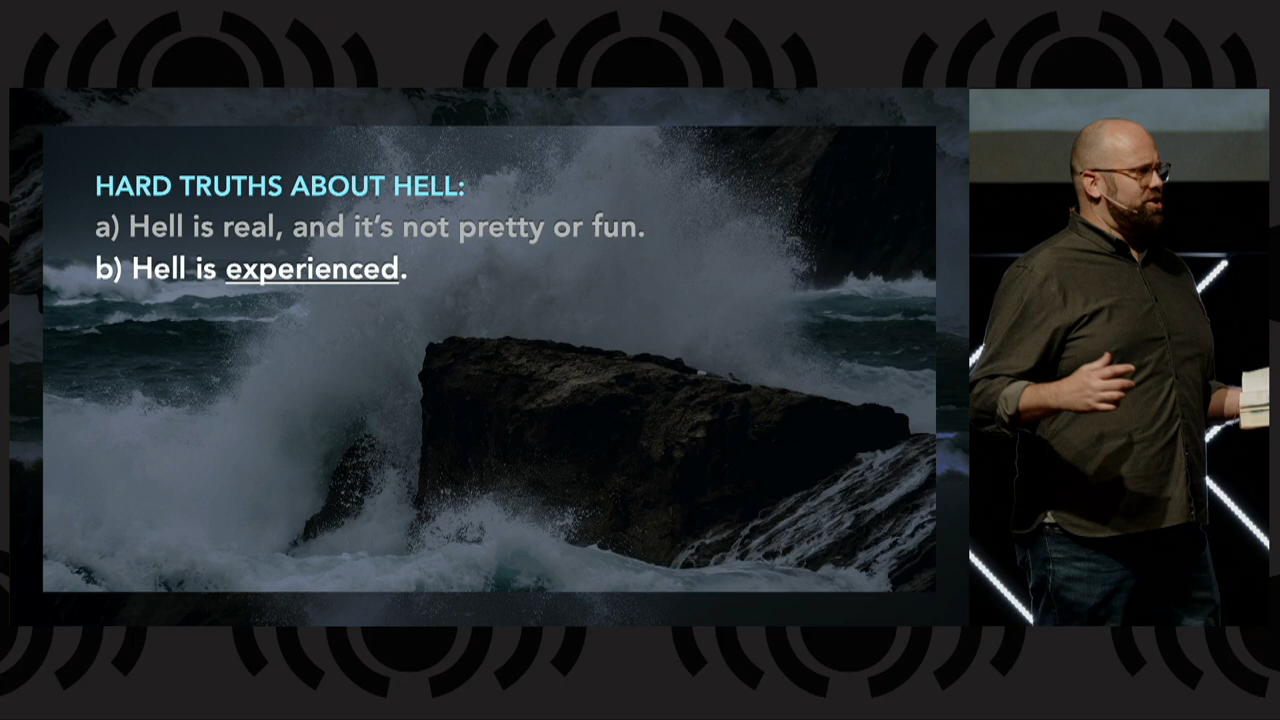 HARD TRUTHS ABOUT HELL:
a) Hell is real, and it's not pretty or fun.
b) Hell is experienced.